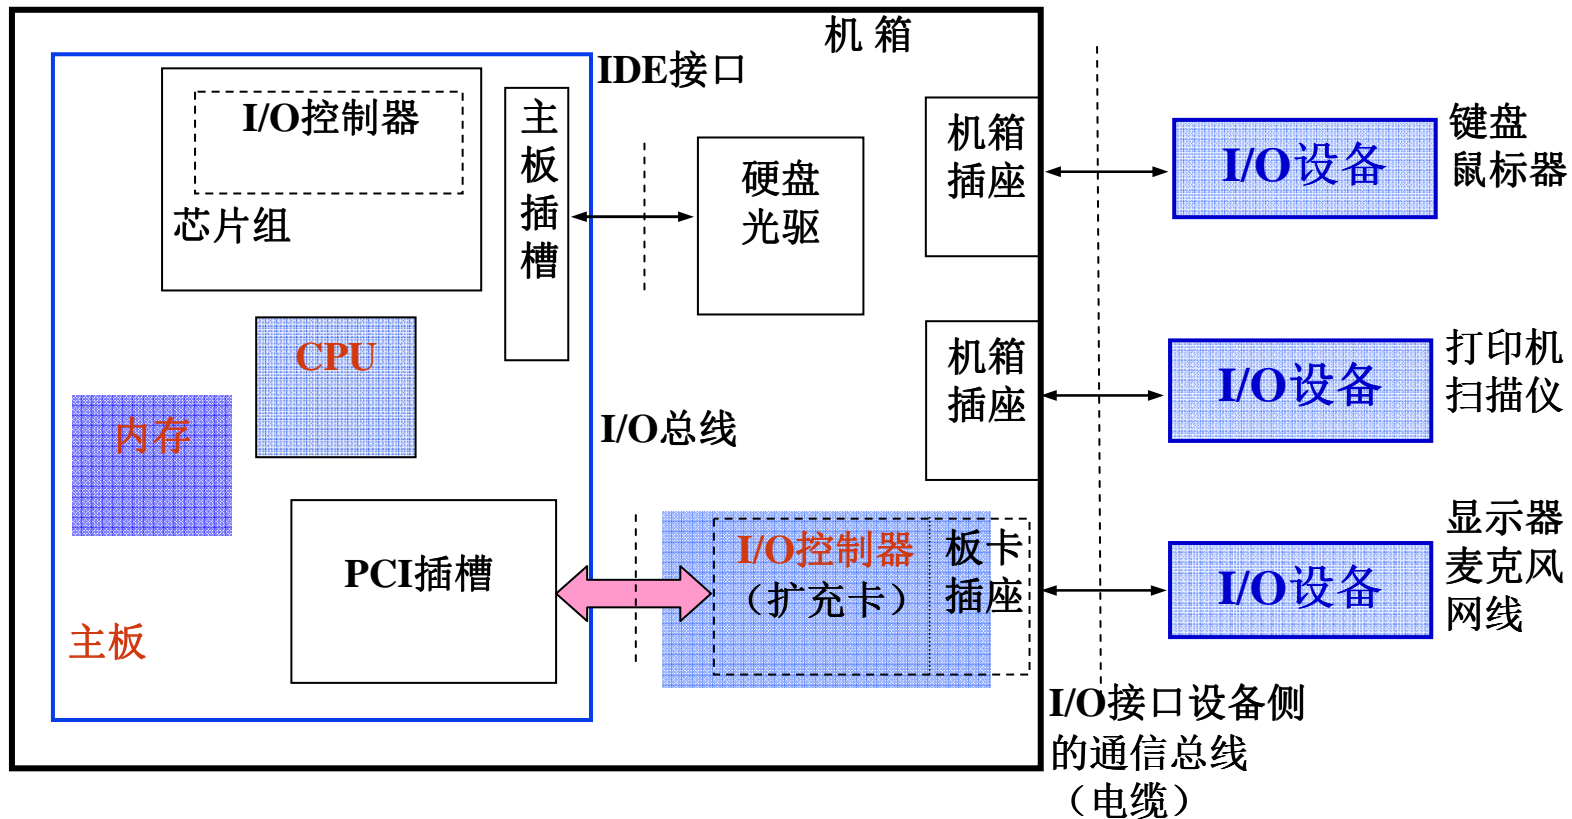 机 箱
IDE接口
I/O控制器
芯片组
主
板
插
槽
硬盘
光驱
机箱
插座
I/O设备
键盘
鼠标器
CPU
内存
I/O总线
机箱
插座
I/O设备
打印机
扫描仪
PCI插槽
主板
I/O控制器
（扩充卡）
板卡
插座
I/O设备
显示器
麦克风
网线
I/O接口设备侧
的通信总线
（电缆）